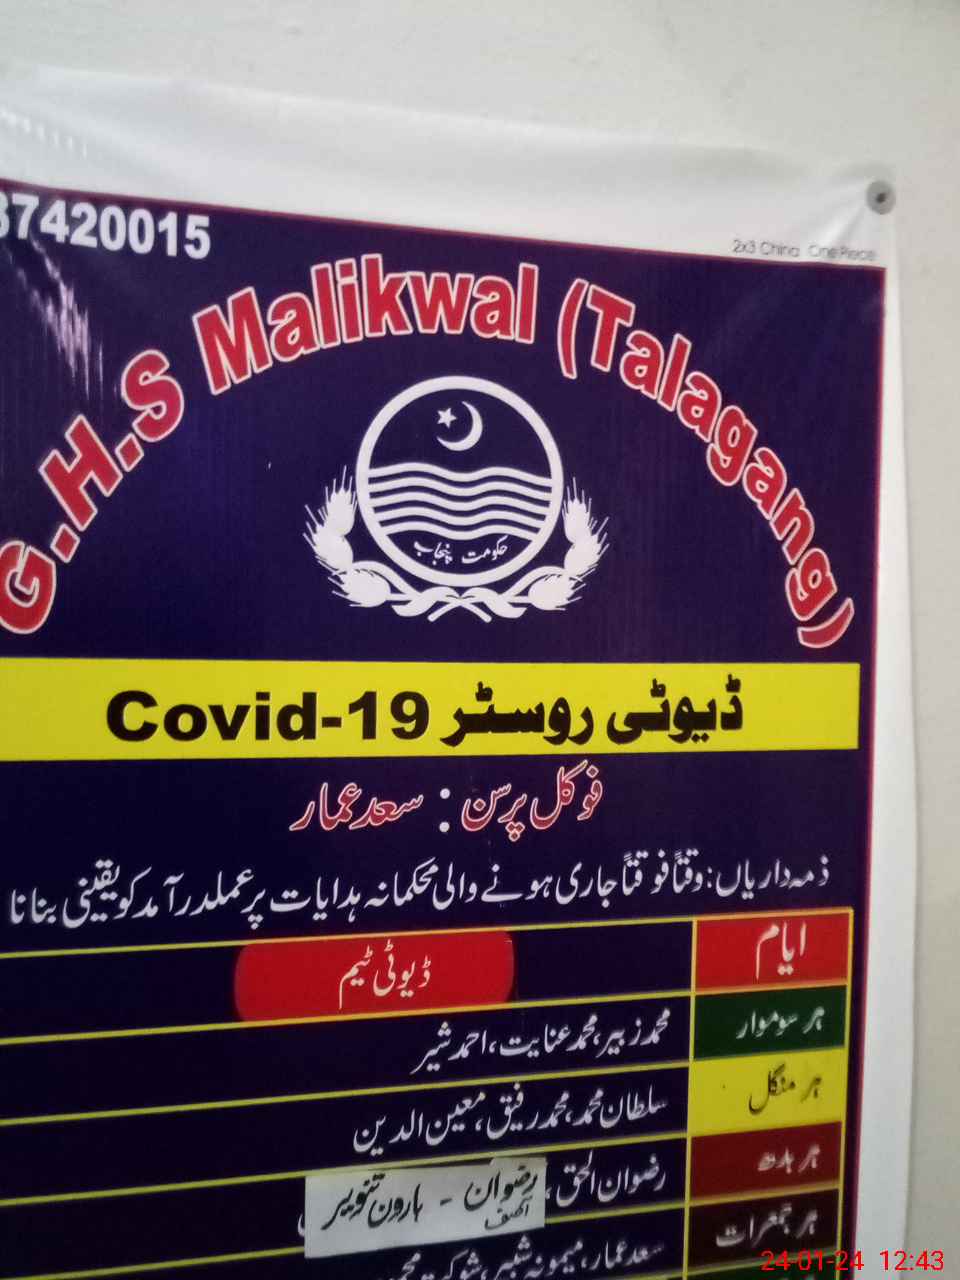 37420015
2x3 China One Piece
G.H.S Malikwal (Talagang)
حکومت پنجاب
ڈیوٹی روسٹر Covid-19
فوکل پرسن : سعد عمار
ذمہ داریاں: وقتاً فوقتاً جاری ہونے والی محکمانہ ہدایات پر عملدرآمد کو یقینی بنانا
ایام ڈیوٹی ٹیم
ہر سوموار محمد زبیر، محمد عنایت، احمد شیر
ہر منگل سلطان محمد، محمد رفیق، معین الدین
ہر بدھ رضوان الحق، رضوان - ہارون تنویر
آصف
ہر جمعرات سعد عمار، میمونہ شبیر، شوکت
24-01-24 12:43